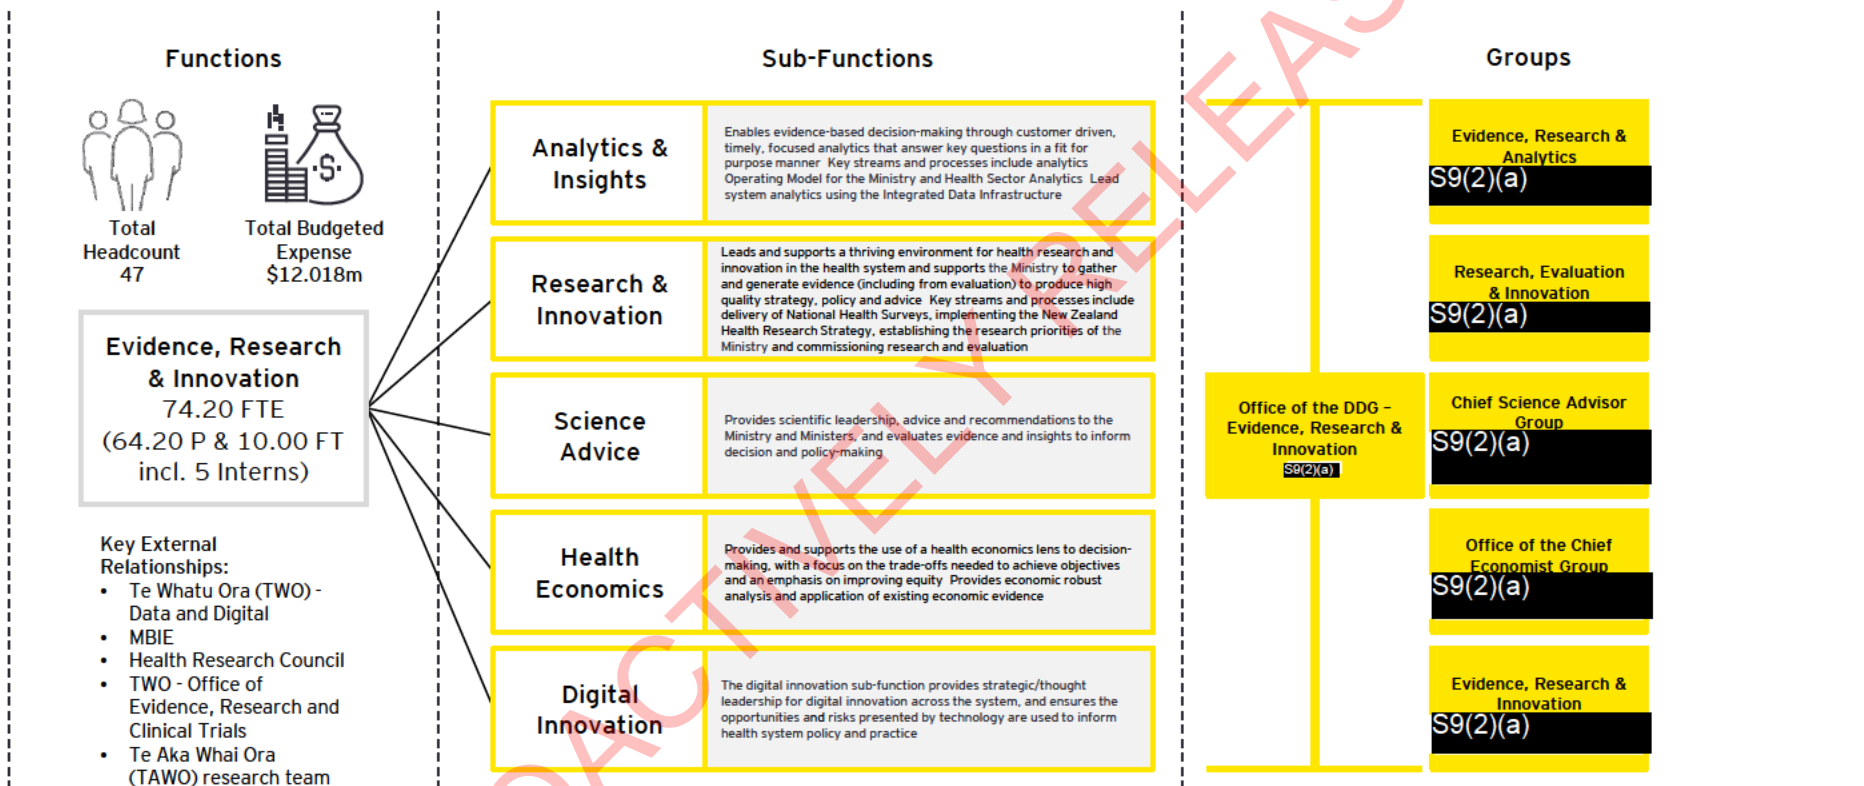 Functions
Total
Headcount
47
Total Budgeted
Expense
$12.018m
Evidence, Research
& Innovation
74.20 FTE
(64.20 P & 10.00 FT
incl. 5 Interns)
Key External
Relationships:
• Te Whatu Ora (TWO) -
Data and Digital
• MBIE
• Health Research Council
• TWO - Office of
Evidence, Research and
Clinical Trials
• Te Aka Whai Ora
(TAWO) research team
Sub-Functions
Analytics &
Insights
Enables evidence-based decision-making through customer driven,
timely, focused analytics that answer key questions in a fit for
purpose manner Key streams and processes include analytics
Operating Model for the Ministry and Health Sector Analytics Lead
system analytics using the Integrated Data Infrastructure
Research &
Innovation
Leads and supports a thriving environment for health research and
innovation in the health system and supports the Ministry to gather
and generate evidence (including from evaluation) to produce high
quality strategy, policy and advice Key streams and processes include
delivery of National Health Surveys, implementing the New Zealand
Health Research Strategy, establishing the research priorities of the
Ministry and commissioning research and evaluation
Science
Advice
Provides scientific leadership, advice and recommendations to the
Ministry and Ministers, and evaluates evidence and insights to inform
decision and policy-making
Health
Economics
Provides and supports the use of a health economics lens to decision-
making, with a focus on the trade-offs needed to achieve objectives
and an emphasis on improving equity Provides economic robust
analysis and application of existing economic evidence
Digital
Innovation
The digital innovation sub-function provides strategic/thought
leadership for digital innovation across the system, and ensures the
opportunities and risks presented by technology are used to inform
health system policy and practice
Groups
Office of the DDG –
Evidence, Research &
Innovation
S9(2)(a)
Evidence, Research &
Analytics
S9(2)(a)
Research, Evaluation
& Innovation
S9(2)(a)
Chief Science Advisor
Group
S9(2)(a)
Office of the Chief
Economist Group
S9(2)(a)
Evidence, Research &
Innovation
S9(2)(a)
OACTIVELY RELEAS